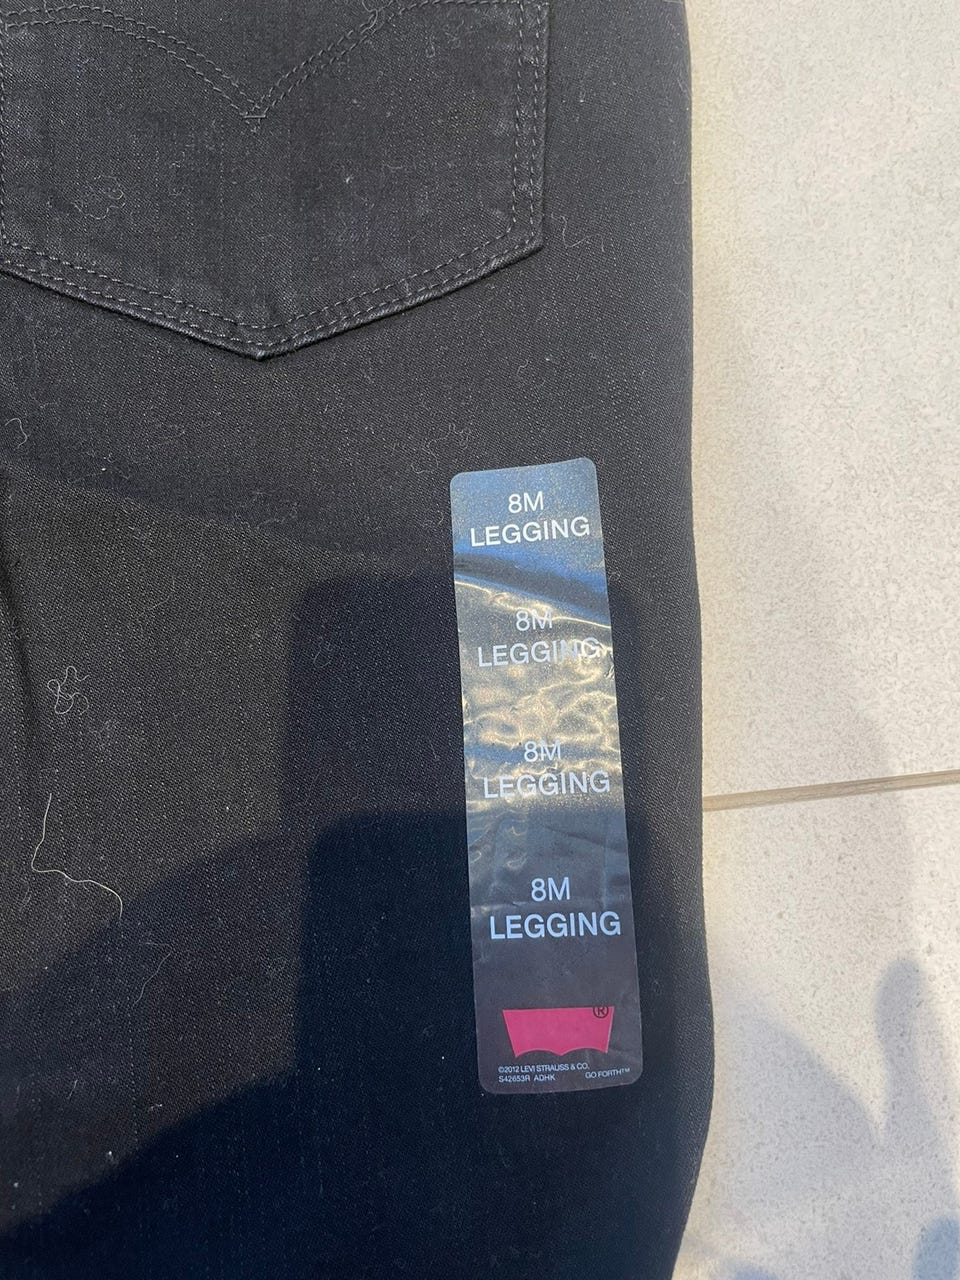 8M
LEGGING
8M
LEGGING
8M
LEGGING
8M
LEGGING
®
©2012 LEVI STRAUSS & CO.
S42653R ADHK GO FORTH™